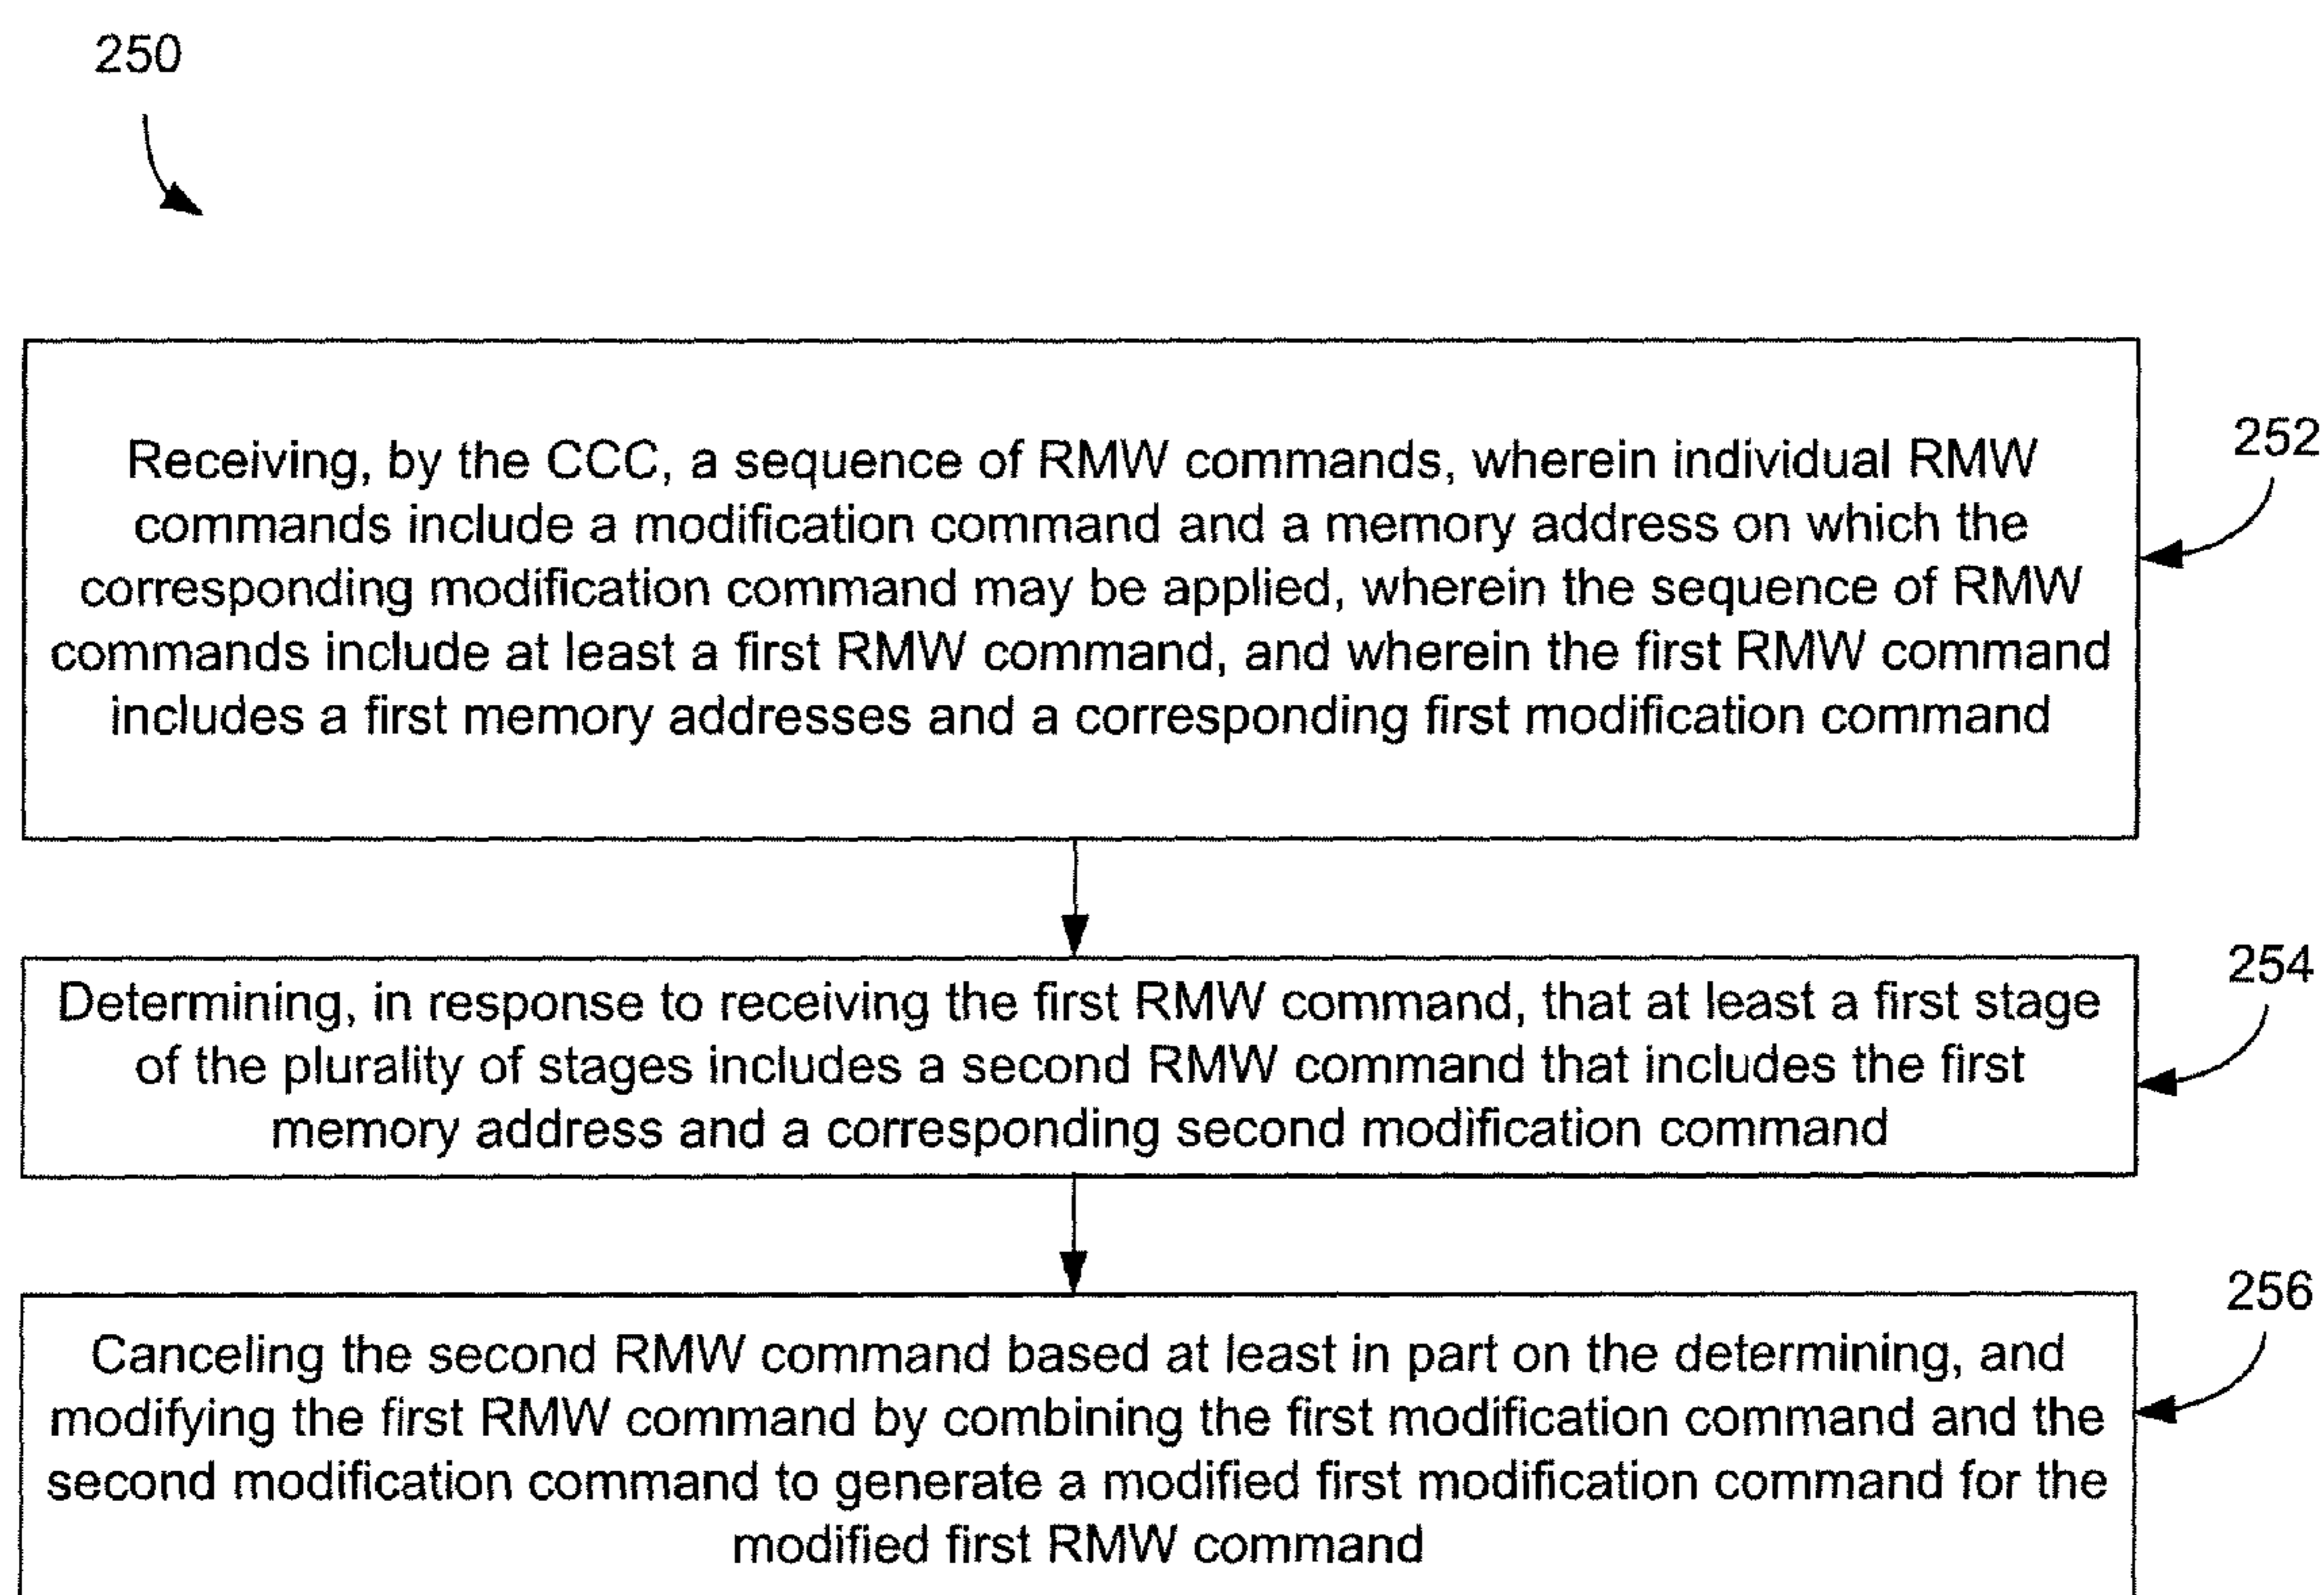 250
Receiving, by the CCC, a sequence of RMW commands, wherein individual RMW
commands include a modification command and a memory address on which the
corresponding modification command may be applied, wherein the sequence of RMW
commands include at least a first RMW command, and wherein the first RMW command
includes a first memory addresses and a corresponding first modification command
252
Determining, in response to receiving the first RMW command, that at least a first stage
of the plurality of stages includes a second RMW command that includes the first
memory address and a corresponding second modification command
254
Canceling the second RMW command based at least in part on the determining, and
modifying the first RMW command by combining the first modification command and the
second modification command to generate a modified first modification command for the
modified first RMW command
256